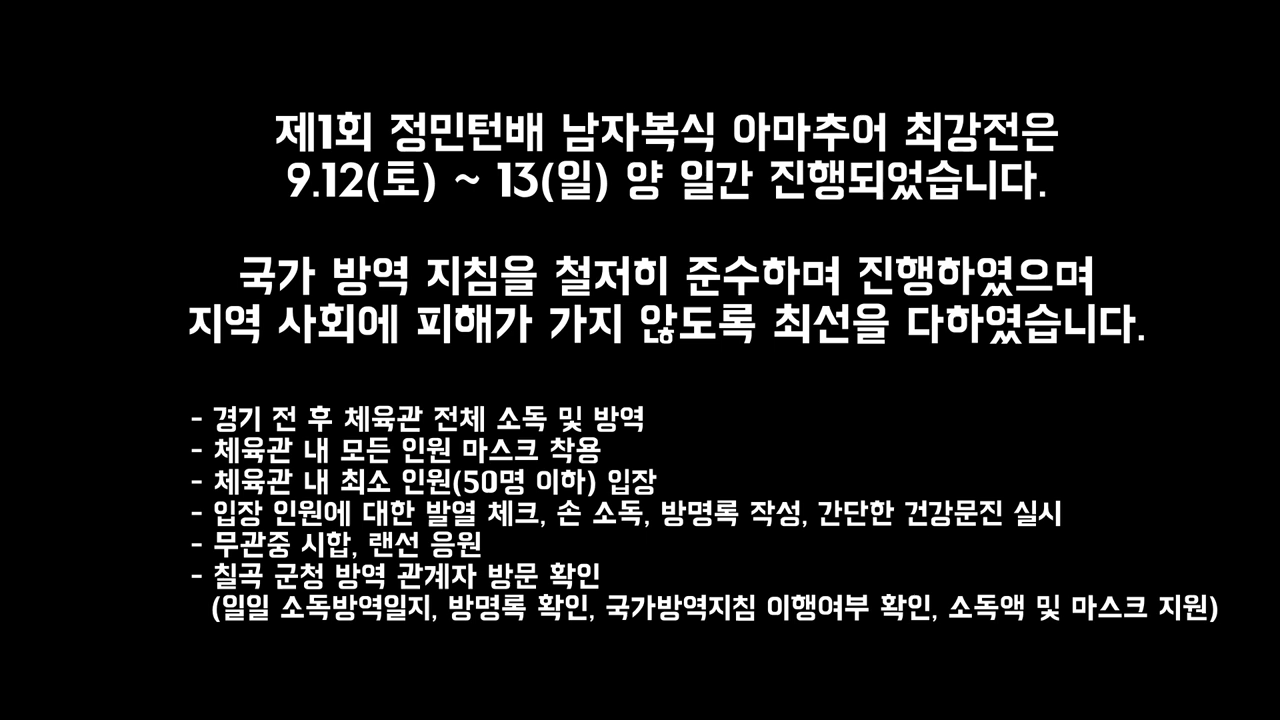 제1회 정민턴배 남자복식 아마추어 최강전은
9.12(토) ~ 13(일) 양 일간 진행되었습니다.
국가 방역 지침을 철저히 준수하며 진행하였으며
지역 사회에 피해가 가지 않도록 최선을 다하였습니다.
- 경기 전 후 체육관 전체 소독 및 방역
- 체육관 내 모든 인원 마스크 착용
- 체육관 내 최소 인원(50명 이하) 입장
- 입장 인원에 대한 발열 체크, 손 소독, 방명록 작성, 간단한 건강문진 실시
- 무관중 시합, 랜선 응원
- 칠곡 군청 방역 관계자 방문 확인
(일일 소독방역일지, 방명록 확인, 국가방역지침 이행여부 확인, 소독액 및 마스크 지원)